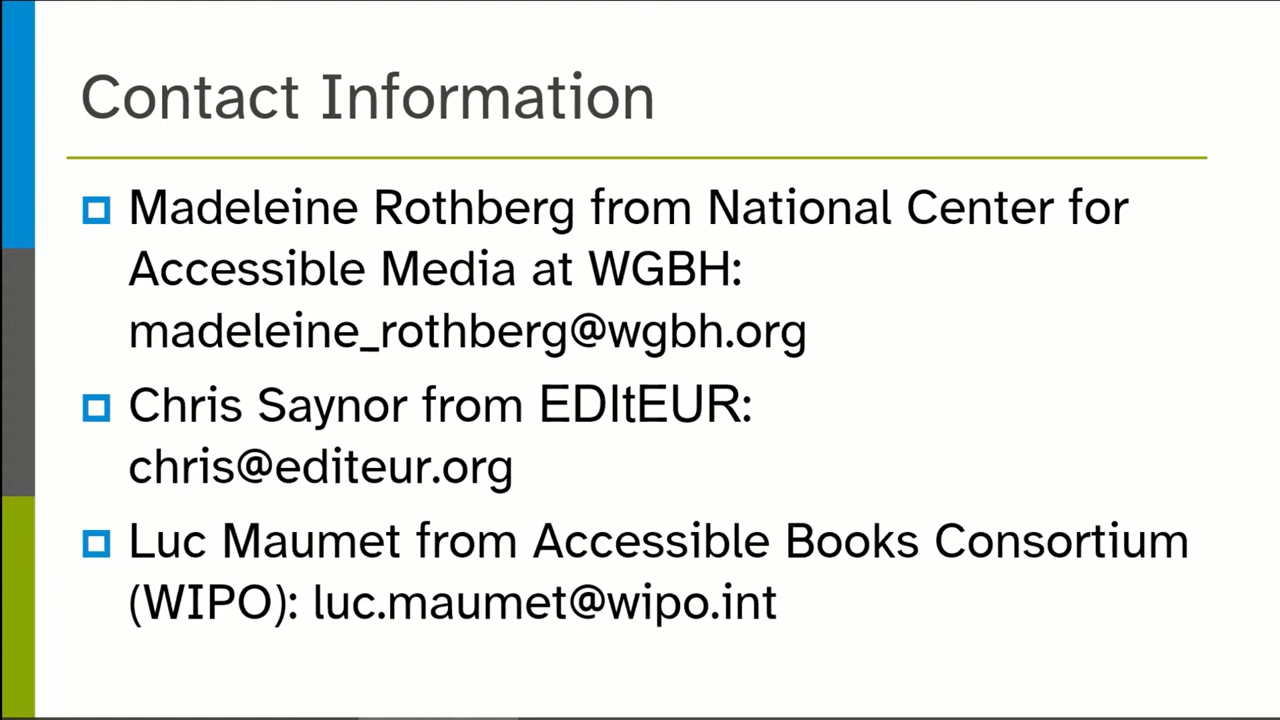 Contact Information
Madeleine Rothberg from National Center for
Accessible Media at WGBH:
madeleine_rothberg@wgbh.org
Chris Saynor from EDItEUR:
chris@editeur.org
Luc Maumet from Accessible Books Consortium
(WIPO): luc.maumet@wipo.int